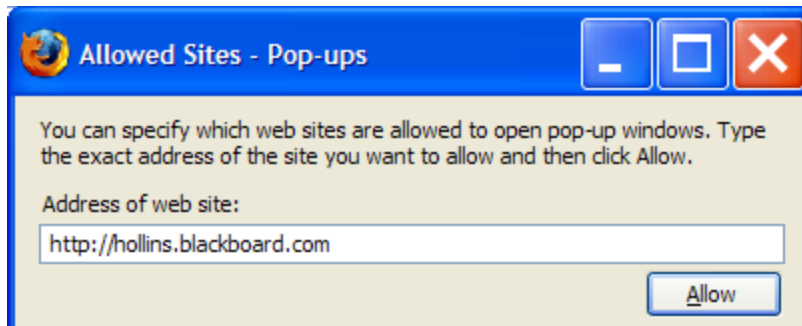 Allowed Sites - Pop-ups
You can specify which web sites are allowed to open pop-up windows. Type
the exact address of the site you want to allow and then click Allow.
Address of web site:
http://hollins.blackboard.com
Allow